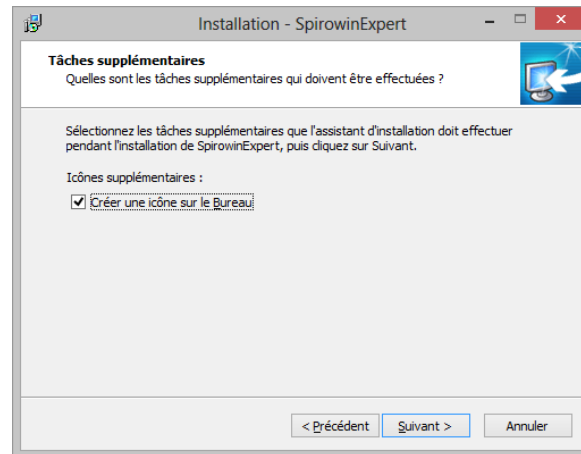 Installation - SpirowinExpert
Tâches supplémentaires
Quelles sont les tâches supplémentaires qui doivent être effectuées ?
Sélectionnez les tâches supplémentaires que l'assistant d'installation doit effectuer
pendant l'installation de SpirowinExpert, puis cliquez sur Suivant.
Icônes supplémentaires :
Créer une icône sur le Bureau
< Précédent Suivant > Annuler